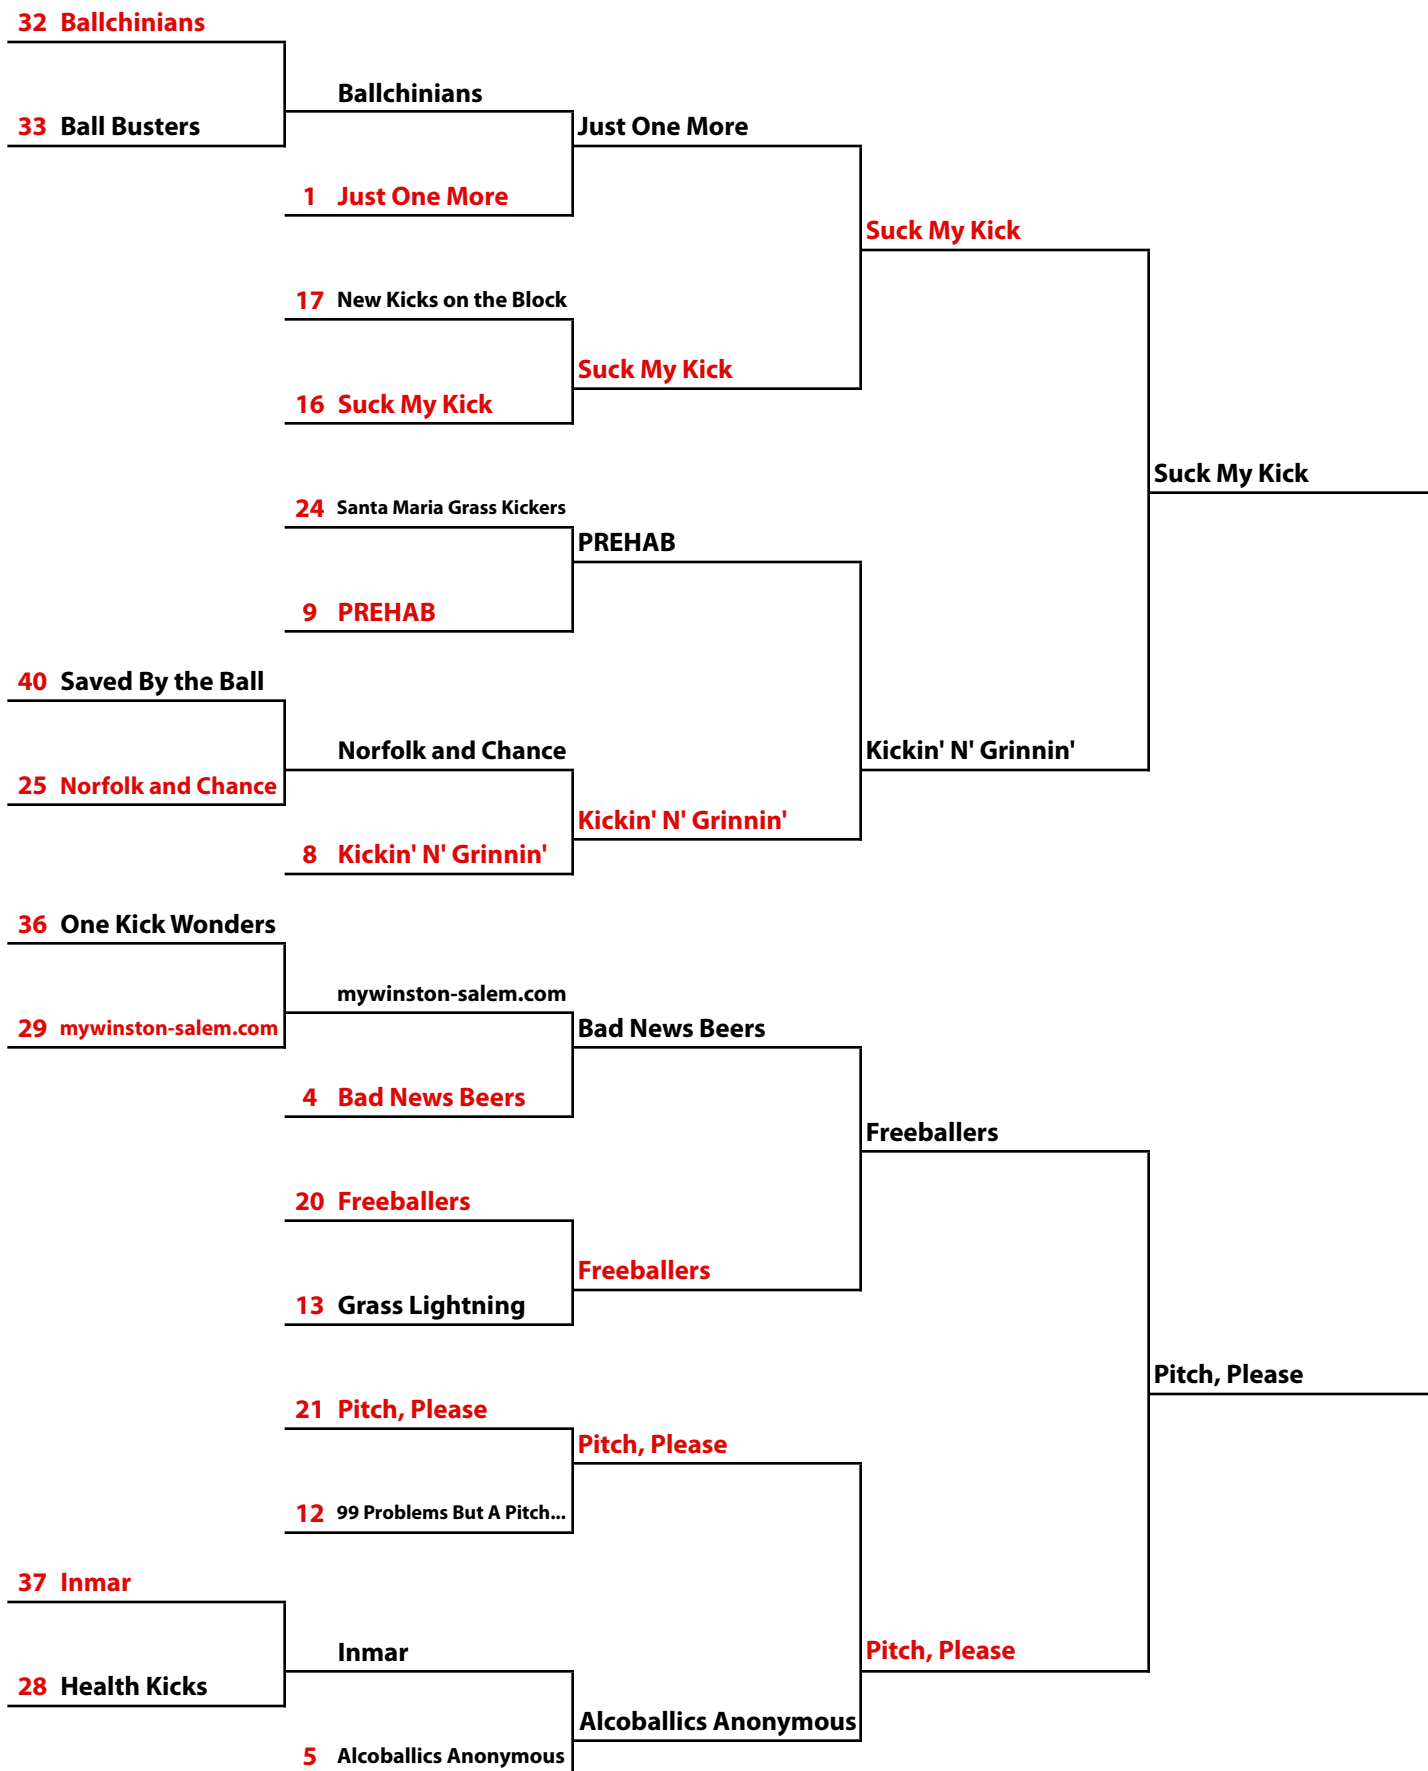 32 Ballchinians
Ballchinians
33 Ball Busters
Just One More
1 Just One More
Suck My Kick
17 New Kicks on the Block
Suck My Kick
16 Suck My Kick
Suck My Kick
24 Santa Maria Grass Kickers
PREHAB
9 PREHAB
40 Saved By the Ball
Norfolk and Chance
Kickin' N' Grinnin'
25 Norfolk and Chance
Kickin' N' Grinnin'
8 Kickin' N' Grinnin'
36 One Kick Wonders
mywinston-salem.com
29 mywinston-salem.com
Bad News Beers
4 Bad News Beers
Freeballers
20 Freeballers
Freeballers
13 Grass Lightning
Pitch, Please
21 Pitch, Please
Pitch, Please
12 99 Problems But A Pitch...
37 Inmar
Inmar
Pitch, Please
28 Health Kicks
Alcoballics Anonymous
5 Alcoballics Anonymous